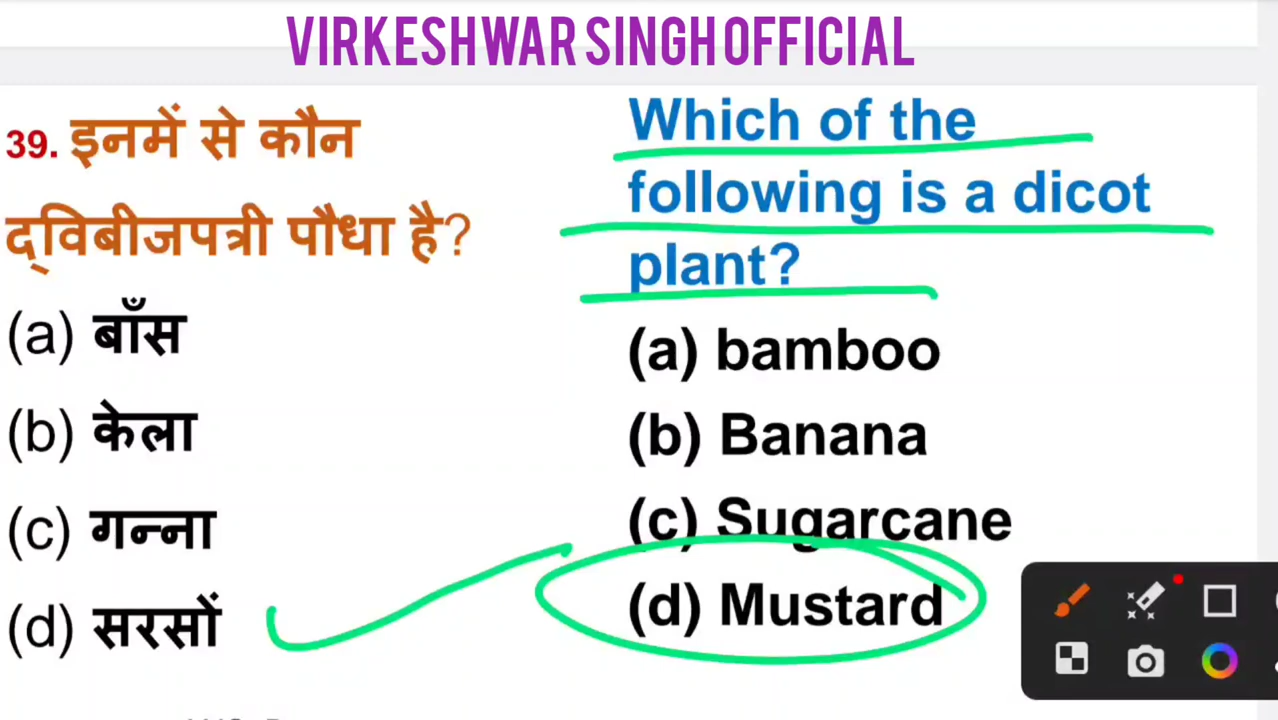 VIRKESHWAR SINGH OFFICIAL
39. इनमें से कौन
द्विबीजपत्री पौधा है?
(a) बाँस
(b) केला
(c) गन्ना
(d) सरसों
Which of the
following is a dicot
plant?
(a) bamboo
(b) Banana
(c) Sugarcane
(d) Mustard